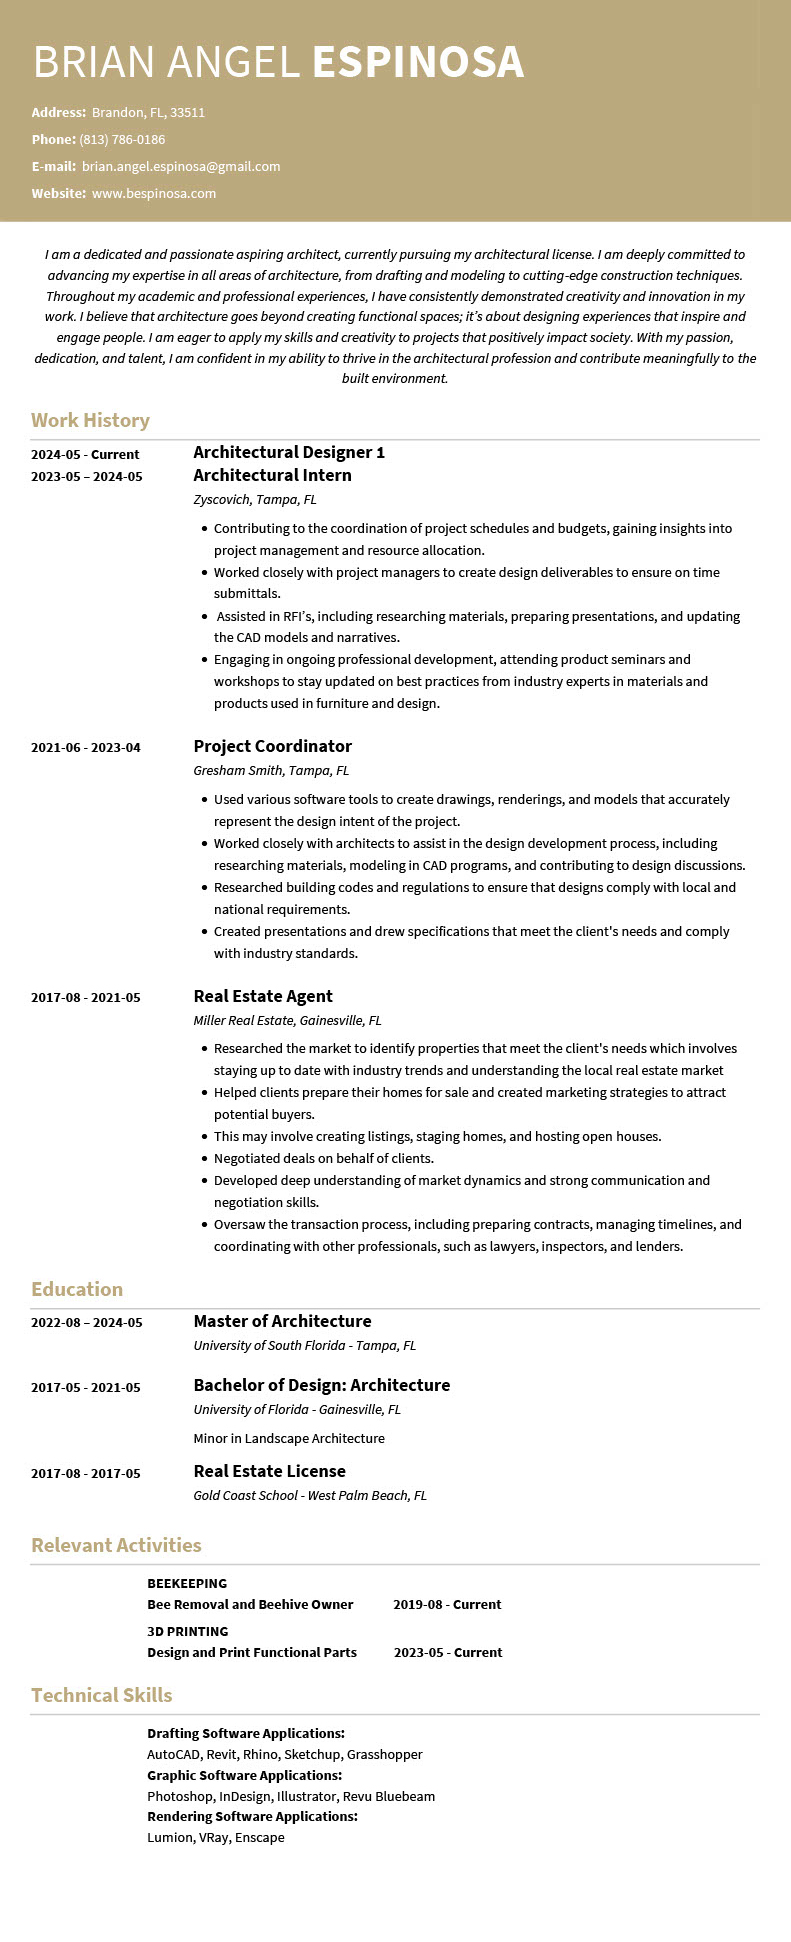 BRIAN ANGEL ESPINOSA
Address: Brandon, FL, 33511
Phone: (813) 786-0186
E-mail: brian.angel.espinosa@gmail.com
Website: www.bespinosa.com
I am a dedicated and passionate aspiring architect, currently pursuing my architectural license. I am deeply committed to
advancing my expertise in all areas of architecture, from drafting and modeling to cutting-edge construction techniques.
Throughout my academic and professional experiences, I have consistently demonstrated creativity and innovation in my
work. I believe that architecture goes beyond creating functional spaces; it’s about designing experiences that inspire and
engage people. I am eager to apply my skills and creativity to projects that positively impact society. With my passion,
dedication, and talent, I am confident in my ability to thrive in the architectural profession and contribute meaningfully to the
built environment.
Work History
2024-05 - Current Architectural Designer 1
2023-05 – 2024-05 Architectural Intern
Zyscovich, Tampa, FL
• Contributing to the coordination of project schedules and budgets, gaining insights into
project management and resource allocation.
• Worked closely with project managers to create design deliverables to ensure on time
submittals.
• Assisted in RFI’s, including researching materials, preparing presentations, and updating
the CAD models and narratives.
• Engaging in ongoing professional development, attending product seminars and
workshops to stay updated on best practices from industry experts in materials and
products used in furniture and design.
2021-06 - 2023-04 Project Coordinator
Gresham Smith, Tampa, FL
• Used various software tools to create drawings, renderings, and models that accurately
represent the design intent of the project.
• Worked closely with architects to assist in the design development process, including
researching materials, modeling in CAD programs, and contributing to design discussions.
• Researched building codes and regulations to ensure that designs comply with local and
national requirements.
• Created presentations and drew specifications that meet the client's needs and comply
with industry standards.
2017-08 - 2021-05 Real Estate Agent
Miller Real Estate, Gainesville, FL
• Researched the market to identify properties that meet the client's needs which involves
staying up to date with industry trends and understanding the local real estate market
• Helped clients prepare their homes for sale and created marketing strategies to attract
potential buyers.
• This may involve creating listings, staging homes, and hosting open houses.
• Negotiated deals on behalf of clients.
• Developed deep understanding of market dynamics and strong communication and
negotiation skills.
• Oversaw the transaction process, including preparing contracts, managing timelines, and
coordinating with other professionals, such as lawyers, inspectors, and lenders.
Education
2022-08 – 2024-05 Master of Architecture
University of South Florida - Tampa, FL
2017-05 - 2021-05 Bachelor of Design: Architecture
University of Florida - Gainesville, FL
Minor in Landscape Architecture
2017-08 - 2017-05 Real Estate License
Gold Coast School - West Palm Beach, FL
Relevant Activities
BEEKEEPING
Bee Removal and Beehive Owner 2019-08 - Current
3D PRINTING
Design and Print Functional Parts 2023-05 - Current
Technical Skills
Drafting Software Applications:
AutoCAD, Revit, Rhino, Sketchup, Grasshopper
Graphic Software Applications:
Photoshop, InDesign, Illustrator, Revu Bluebeam
Rendering Software Applications:
Lumion, VRay, Enscape